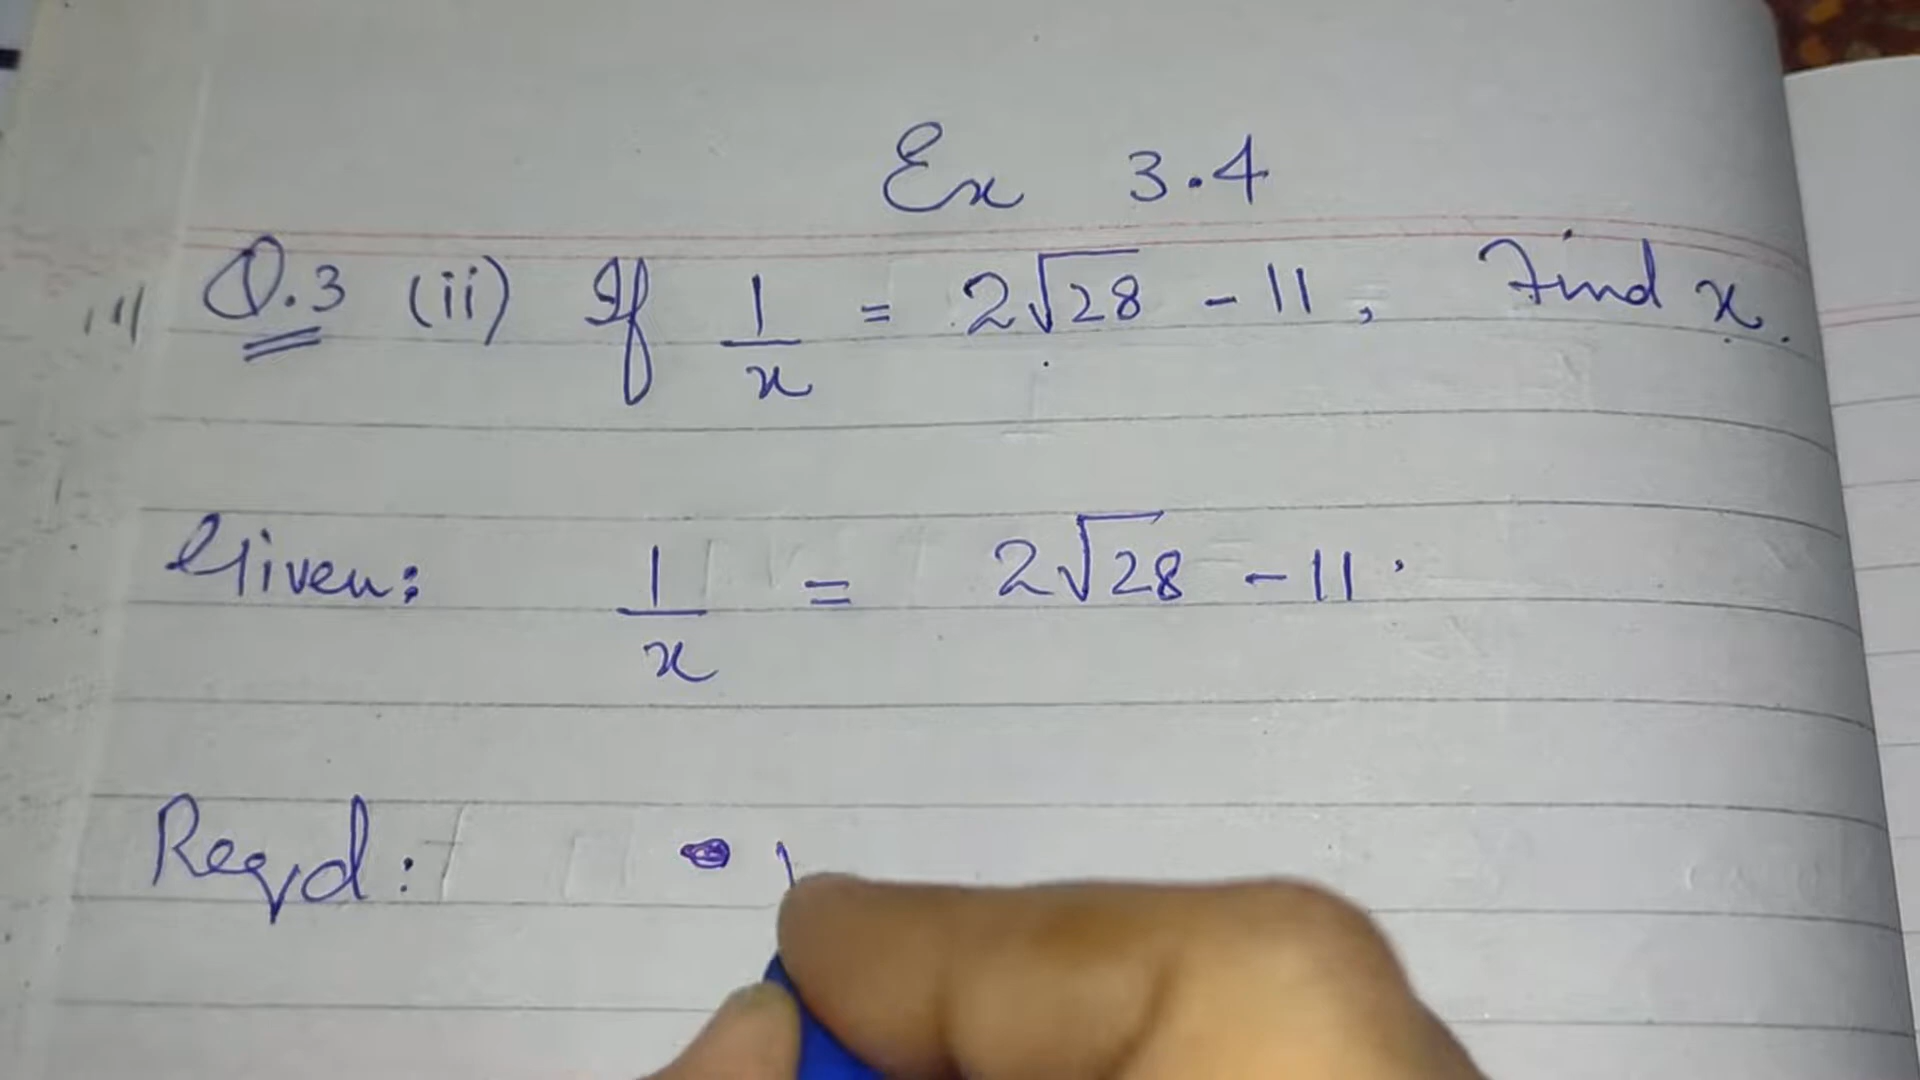 Ex 3.4
Q.3 (ii) If 1/x = 2√28 - 11, Find x.
Given: 1/x = 2√28 - 11.
Reqd: